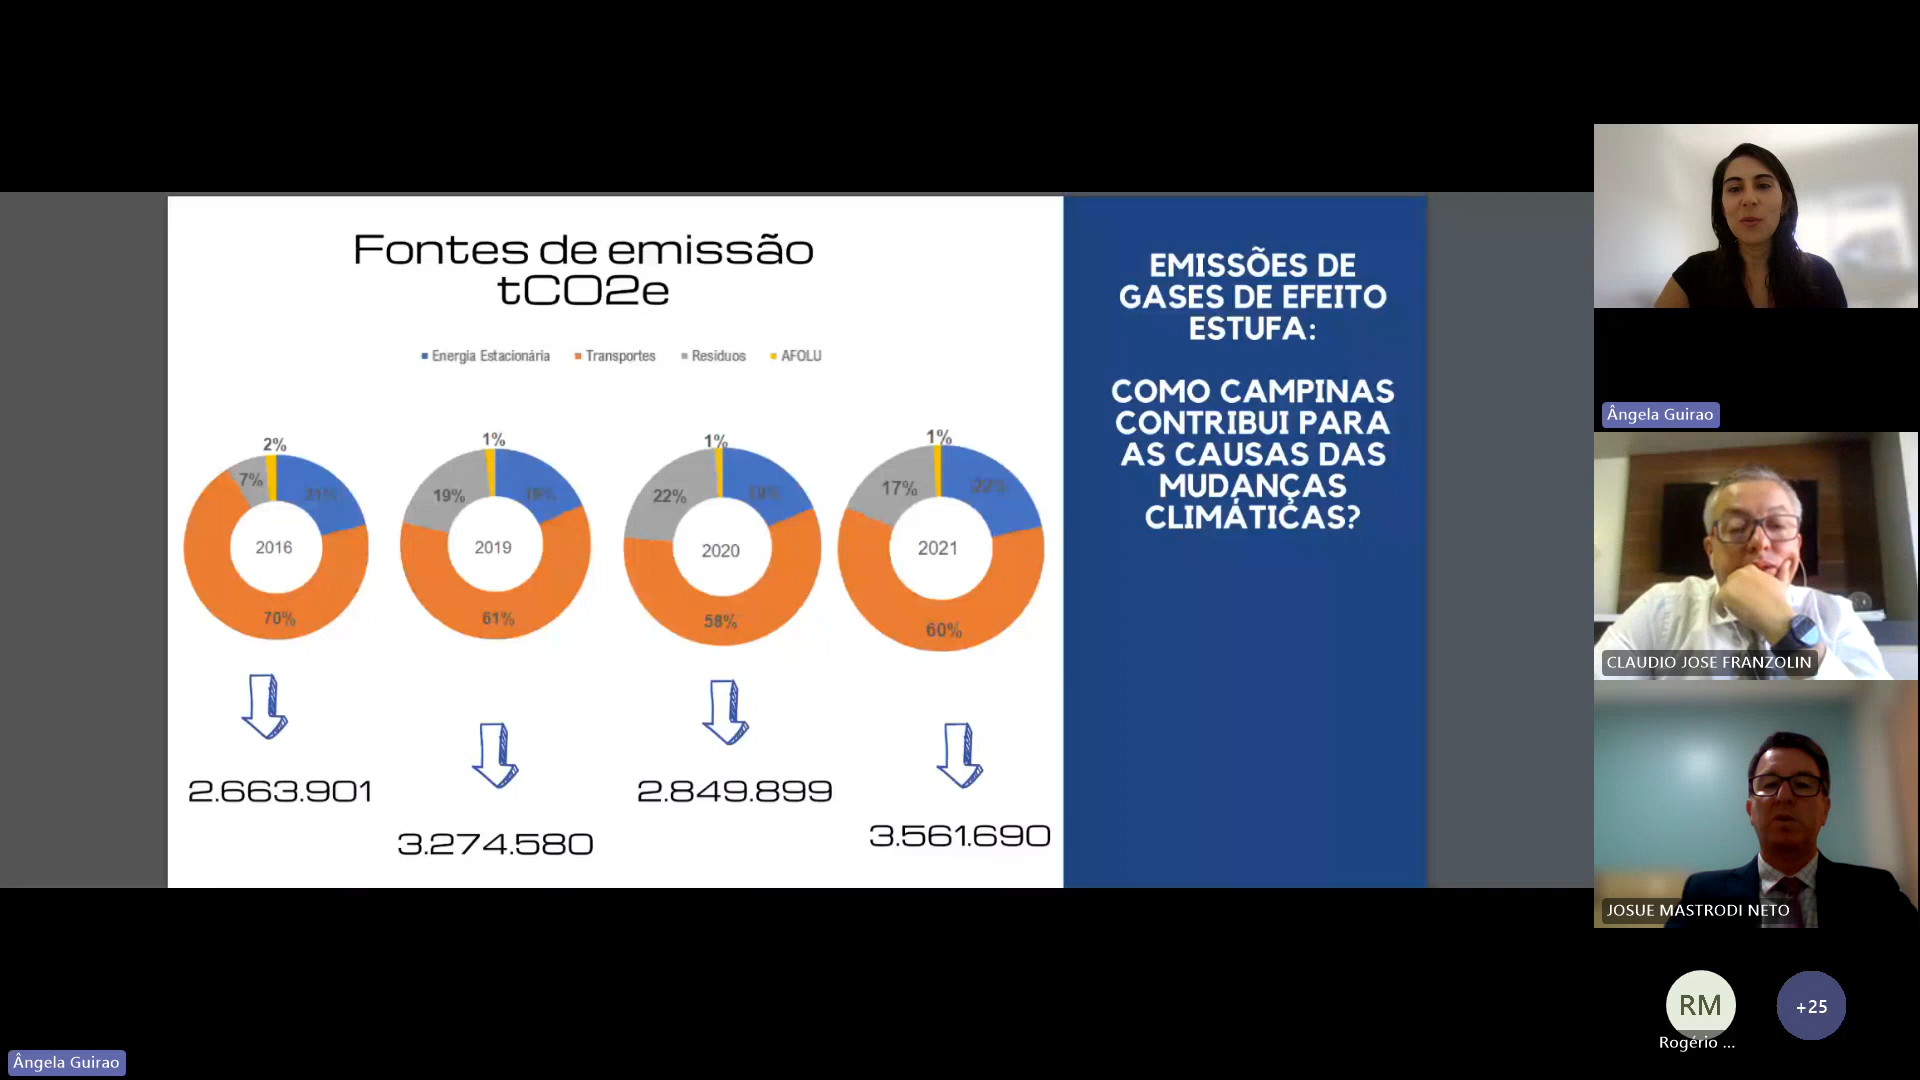 Fontes de emissão
tCO2e
Energia Estacionária Transportes Resíduos AFOLU
2%
7%
21%
2016
70%
1%
19%
2019
61%
1%
22%
19%
2020
58%
1%
17%
22%
2021
60%
2.663.901
3.274.580
2.849.899
3.561.690
EMISSÕES DE
GASES DE EFEITO
ESTUFA:
COMO CAMPINAS
CONTRIBUI PARA
AS CAUSAS DAS
MUDANÇAS
CLIMÁTICAS?
Ângela Guirao
CLAUDIO JOSE FRANZOLIN
JOSUE MASTRODI NETO
RM
Rogério ...
+25
Ângela Guirao